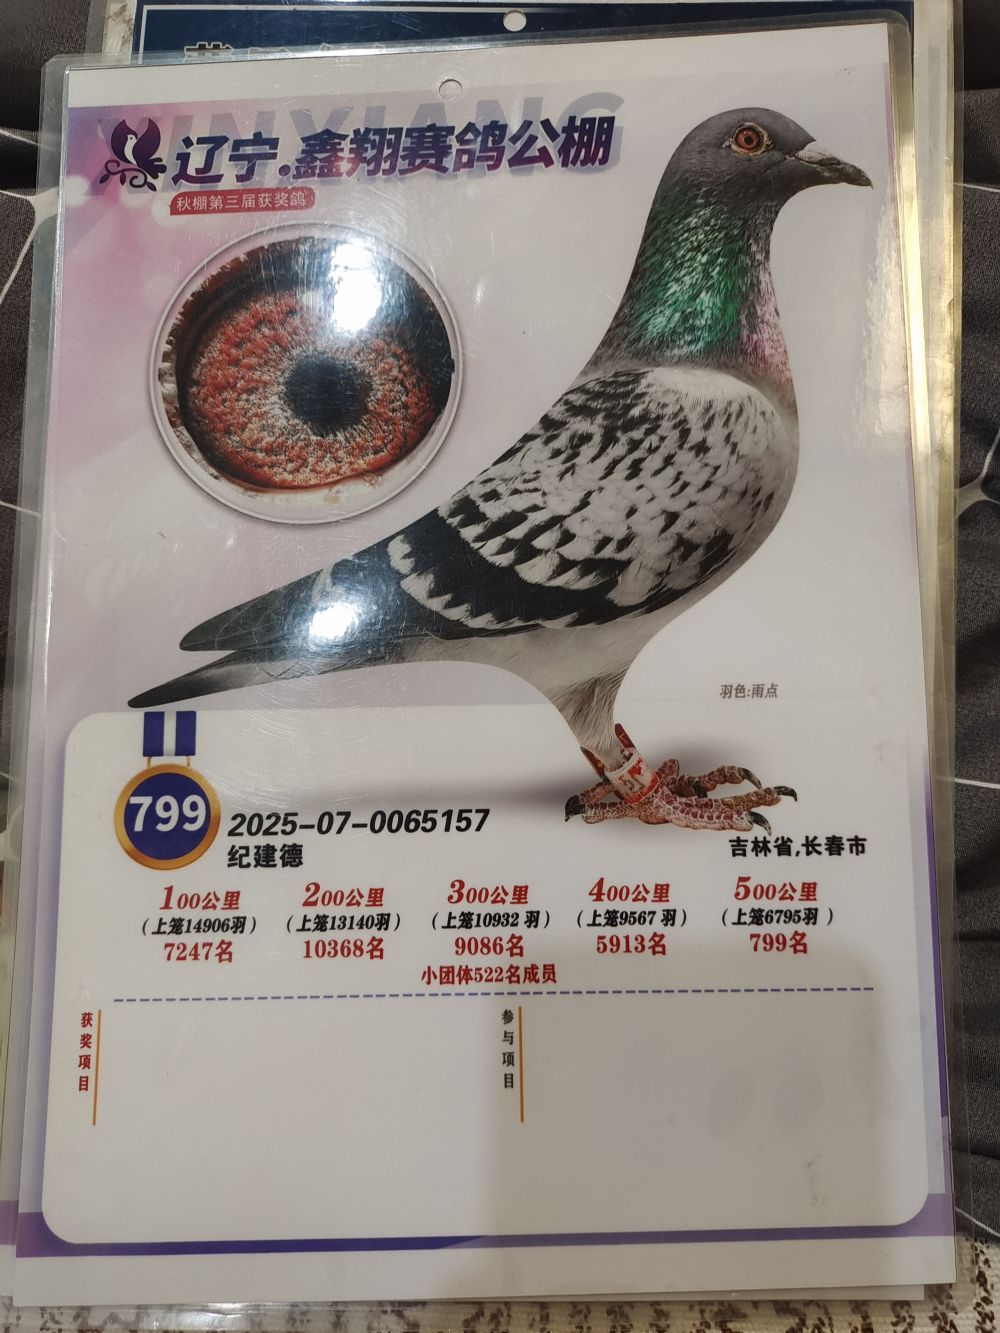 XINXIANG
辽宁.鑫翔赛鸽公棚
秋棚第三届获奖鸽
羽色:雨点
799
2025-07-0065157
纪建德
吉林省,长春市
100公里 200公里 300公里 400公里 500公里
(上笼14906羽) (上笼13140羽) (上笼10932 羽) (上笼9567 羽) (上笼6795羽 )
7247名 10368名 9086名 5913名 799名
小团体522名成员
获奖项目
参与项目